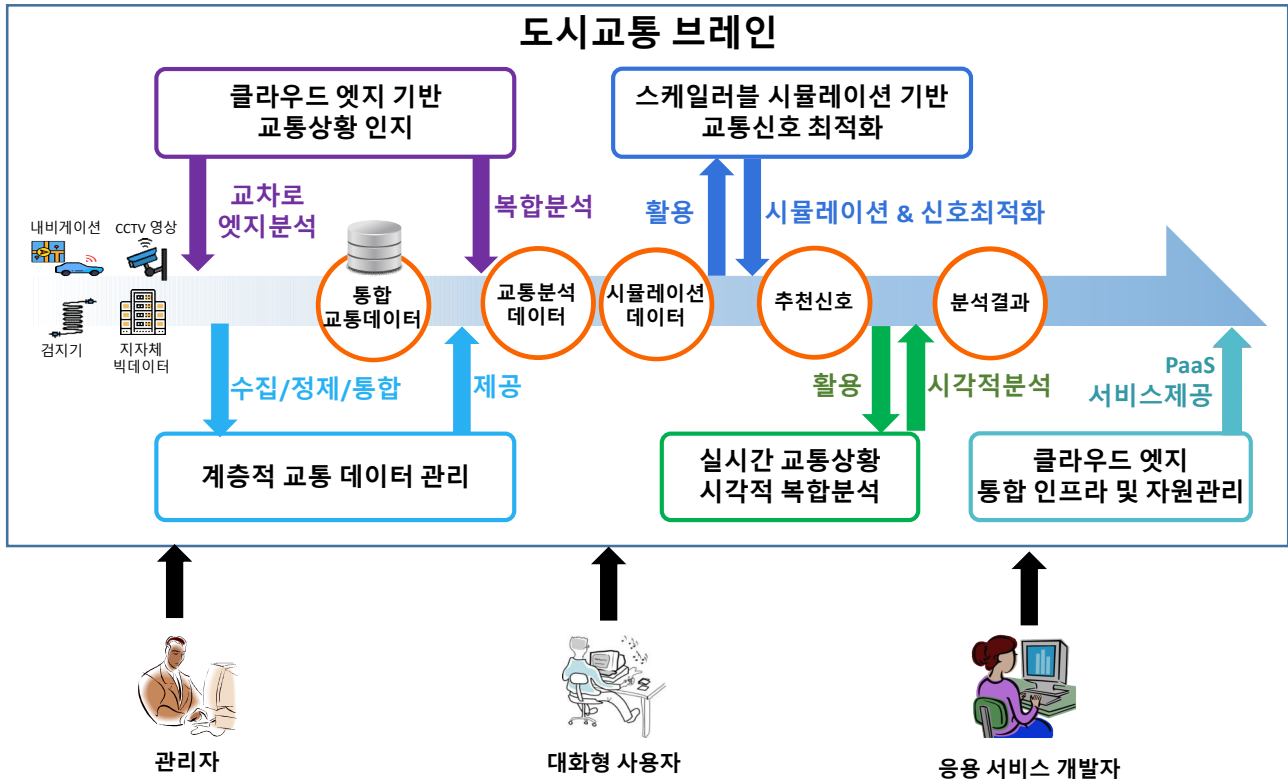 도시교통 브레인
클라우드 엣지 기반
교통상황 인지
스케일러블 시뮬레이션 기반
교통신호 최적화
교차로
엣지분석
복합분석
활용
시뮬레이션 & 신호최적화
내비게이션
CCTV 영상
검지기
지자체
빅데이터
통합
교통데이터
교통분석
데이터
시뮬레이션
데이터
추천신호
분석결과
수집/정제/통합
제공
활용
시각적분석
PaaS
서비스제공
계층적 교통 데이터 관리
실시간 교통상황
시각적 복합분석
클라우드 엣지
통합 인프라 및 자원관리
관리자
대화형 사용자
응용 서비스 개발자